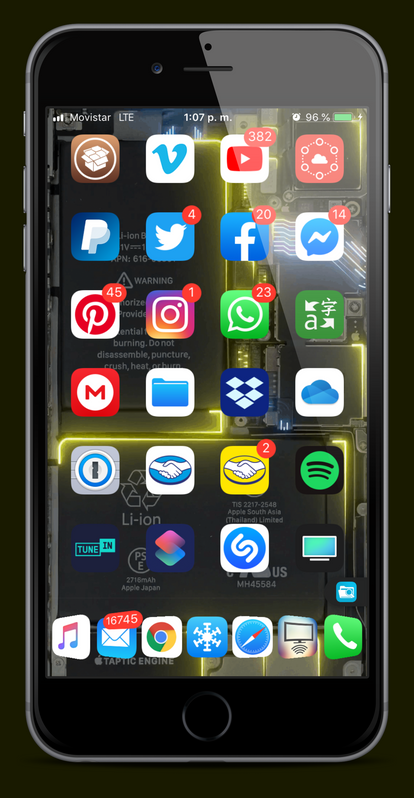 Movistar LTE 1:07 p. m. 96 %
382
4 20 14
WARNING
45 1 23
burning. Do not
disassemble, puncture,
crush, heat, or burn
2
TIS 2217-2548
Apple South Asia
(Thailand) Limited
Li-ion
TUNE IN
2716mAh
Apple Japan
MH45584
16745
TAPTIC ENGINE